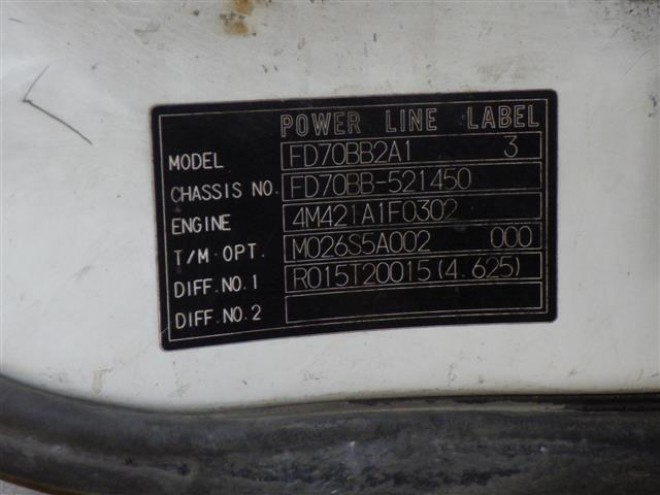 POWER LINE LABEL
MODEL FD70BB2A1 3
CHASSIS NO. FD70BB-521450
ENGINE 4M421A1F0302
T/M·OPT. M026S5A002 000
DIFF.NO.1 R015T20015(4.625)
DIFF.NO.2